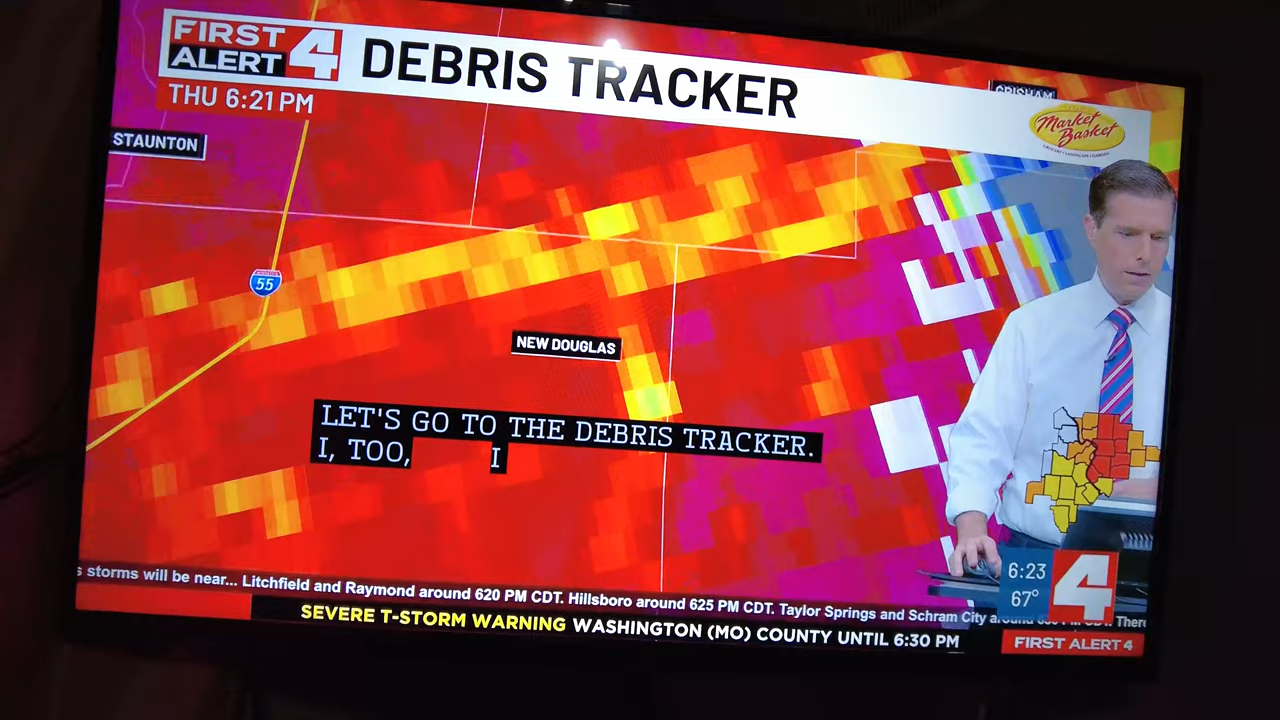 FIRST
ALERT 4
DEBRIS TRACKER
THU 6:21PM
GRISHAM
Market
Basket
STAUNTON
55
NEW DOUGLAS
LET'S GO TO THE DEBRIS TRACKER.
I, TOO, I
s storms will be near... Litchfield and Raymond around 620 PM CDT. Hillsboro around 625 PM CDT. Taylor Springs and Schram City around CDT. There
6:23
67°
4
SEVERE T-STORM WARNING WASHINGTON (MO) COUNTY UNTIL 6:30 PM
FIRST ALERT 4